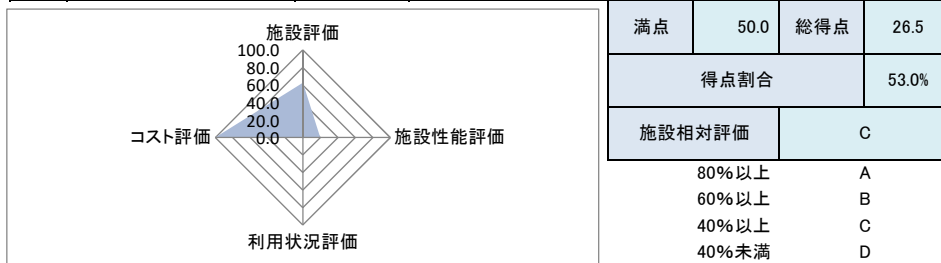 施設評価
100.0
80.0
60.0
40.0
20.0
0.0
コスト評価
施設性能評価
利用状況評価
満点 50.0 総得点 26.5
得点割合 53.0%
施設相対評価 C
80%以上 A
60%以上 B
40%以上 C
40%未満 D